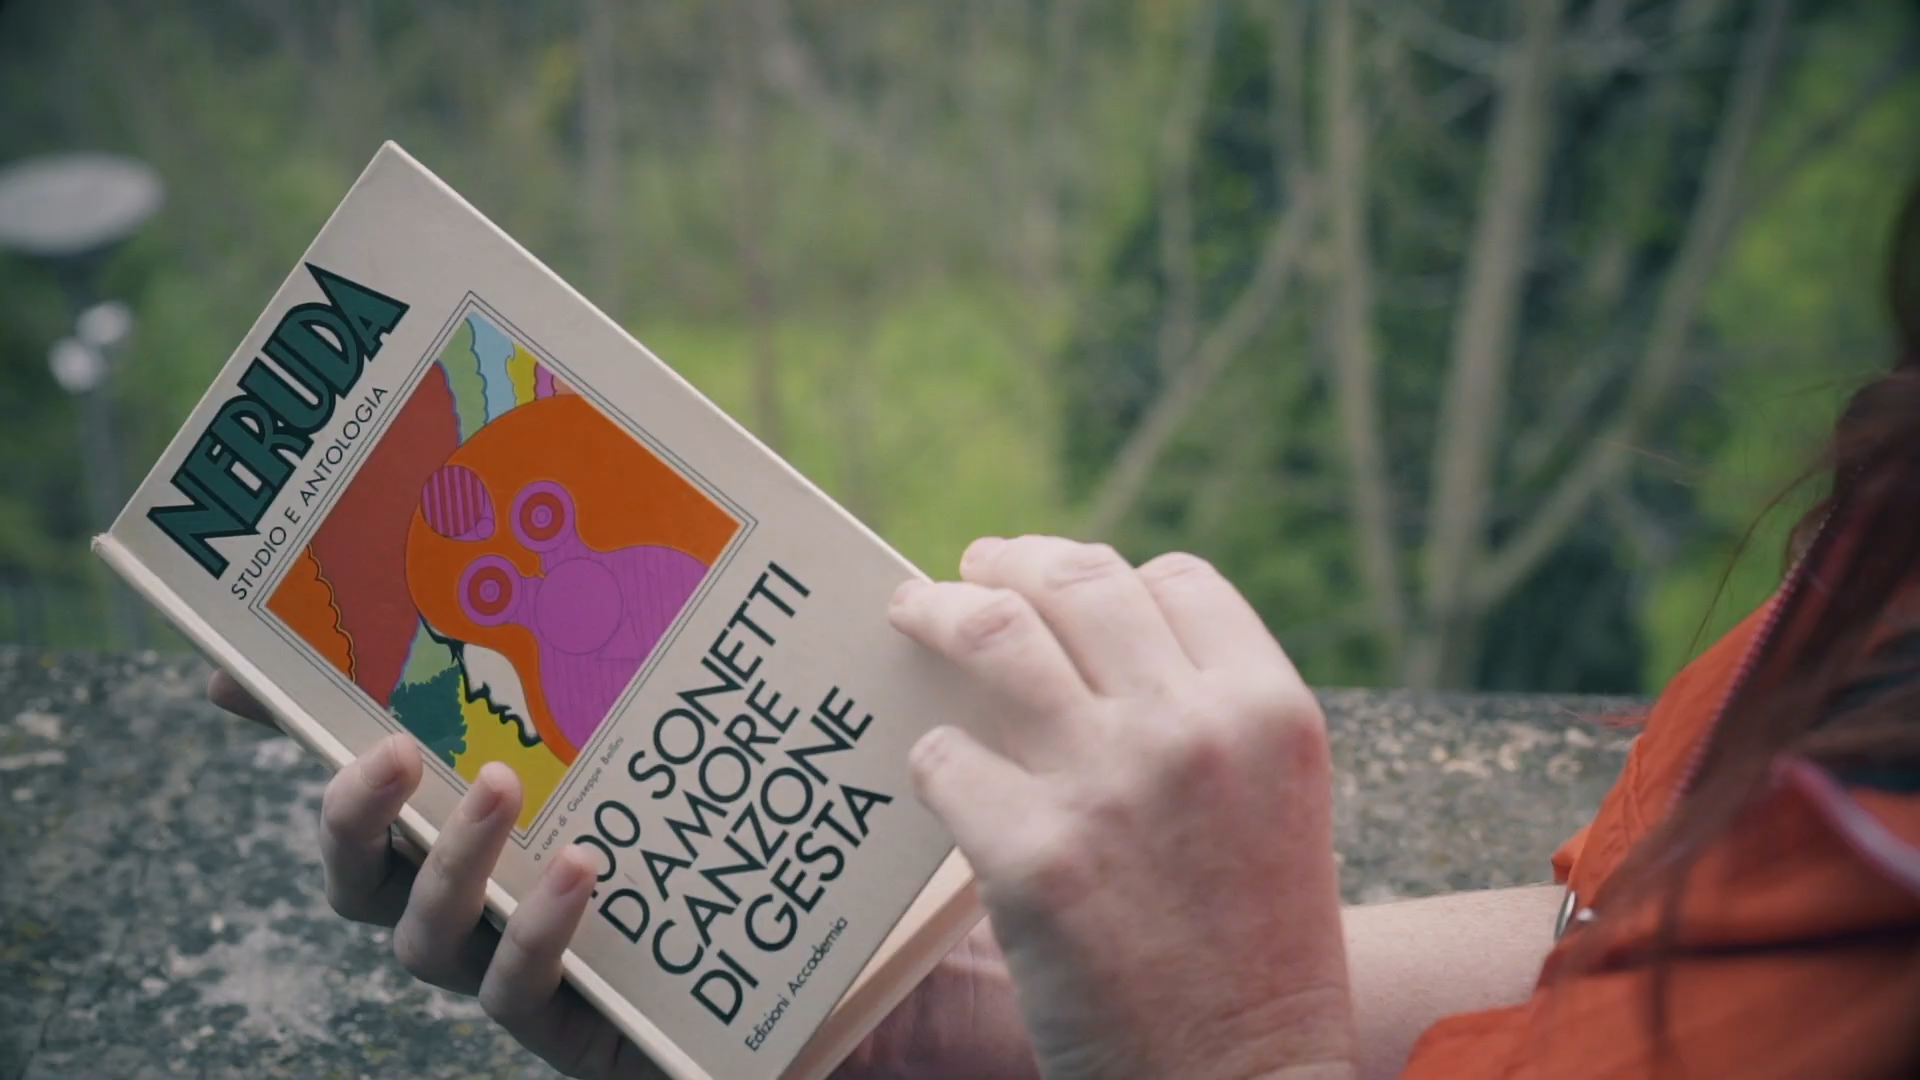 NERUDA
STUDIO E ANTOLOGIA
a cura di Giuseppe Bellini
100 SONETTI
D'AMORE
CANZONE
DI GESTA
Edizioni Accademia